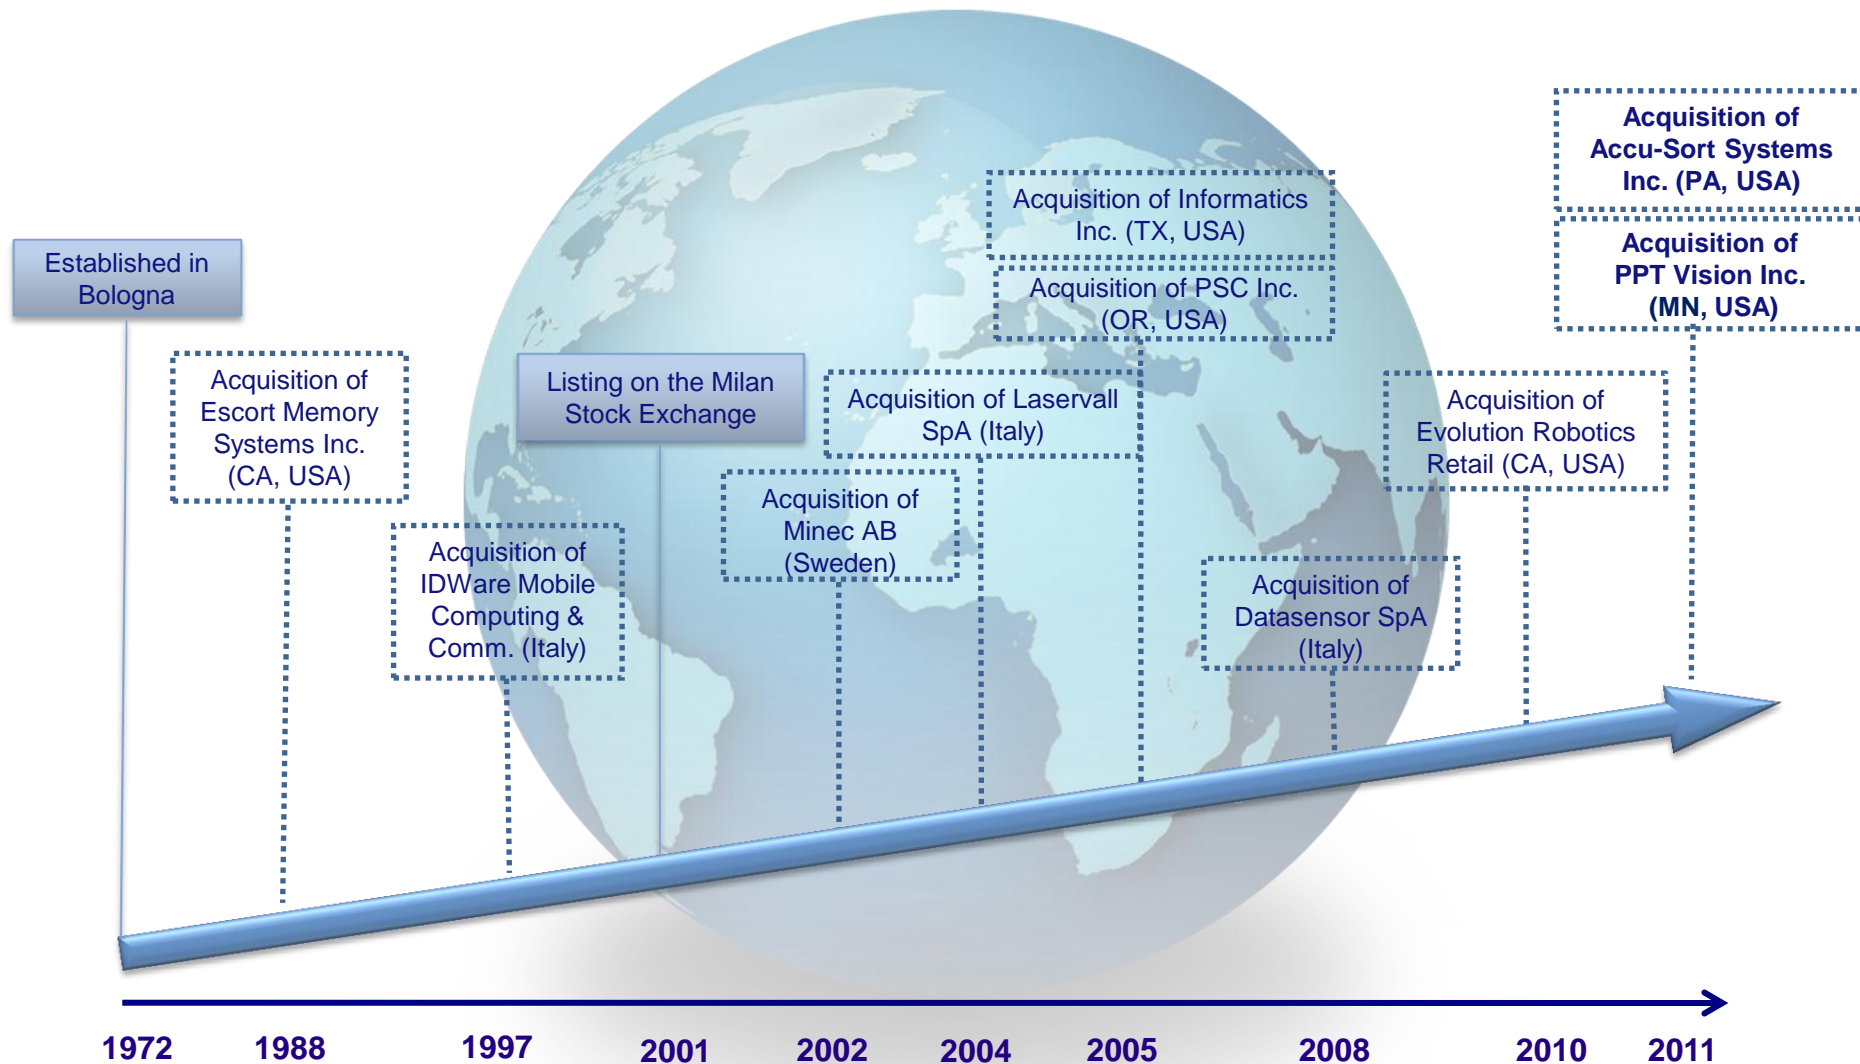 Established in
Bologna
Acquisition of
Escort Memory
Systems Inc.
(CA, USA)
Acquisition of
IDWare Mobile
Computing &
Comm. (Italy)
Listing on the Milan
Stock Exchange
Acquisition of
Minec AB
(Sweden)
Acquisition of Laservall
SpA (Italy)
Acquisition of Informatics
Inc. (TX, USA)
Acquisition of PSC Inc.
(OR, USA)
Acquisition of
Datasensor SpA
(Italy)
Acquisition of
Evolution Robotics
Retail (CA, USA)
Acquisition of
Accu-Sort Systems
Inc. (PA, USA)
Acquisition of
PPT Vision Inc.
(MN, USA)
1972 1988 1997 2001 2002 2004 2005 2008 2010 2011